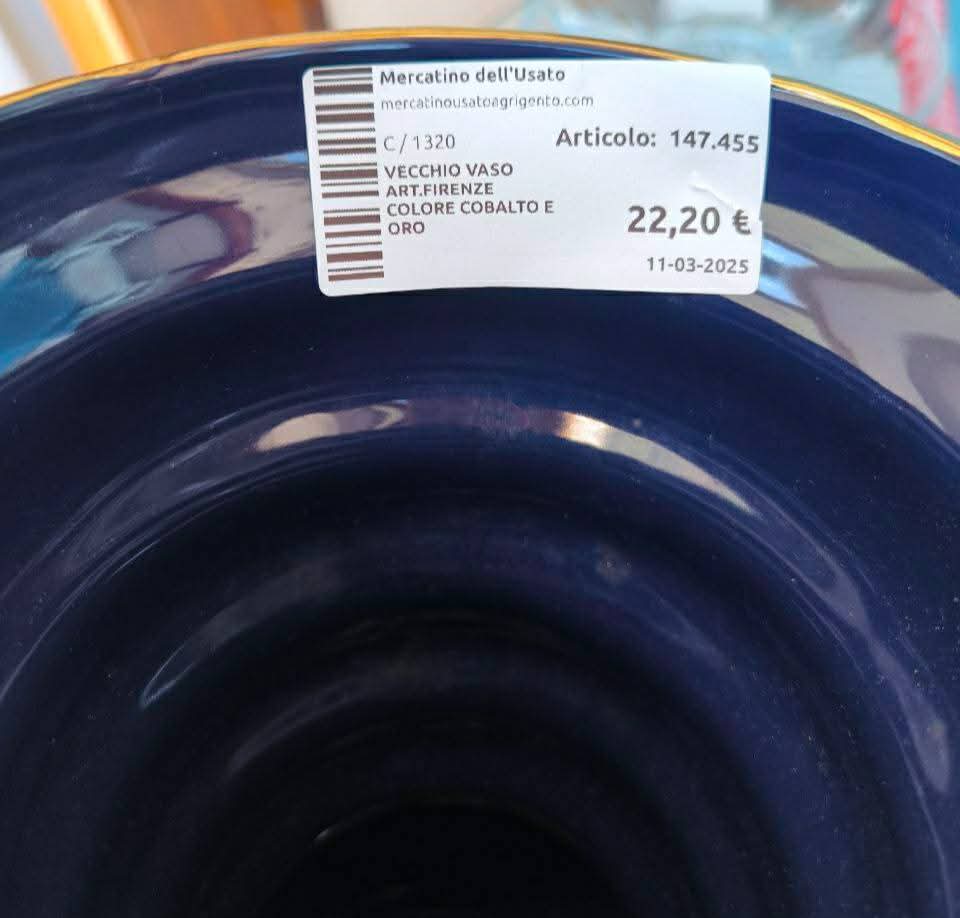 Mercatino dell'Usato
mercatinousatoagrigento.com
C / 1320
Articolo: 147.455
VECCHIO VASO
ART.FIRENZE
COLORE COBALTO E
ORO
22,20 €
11-03-2025